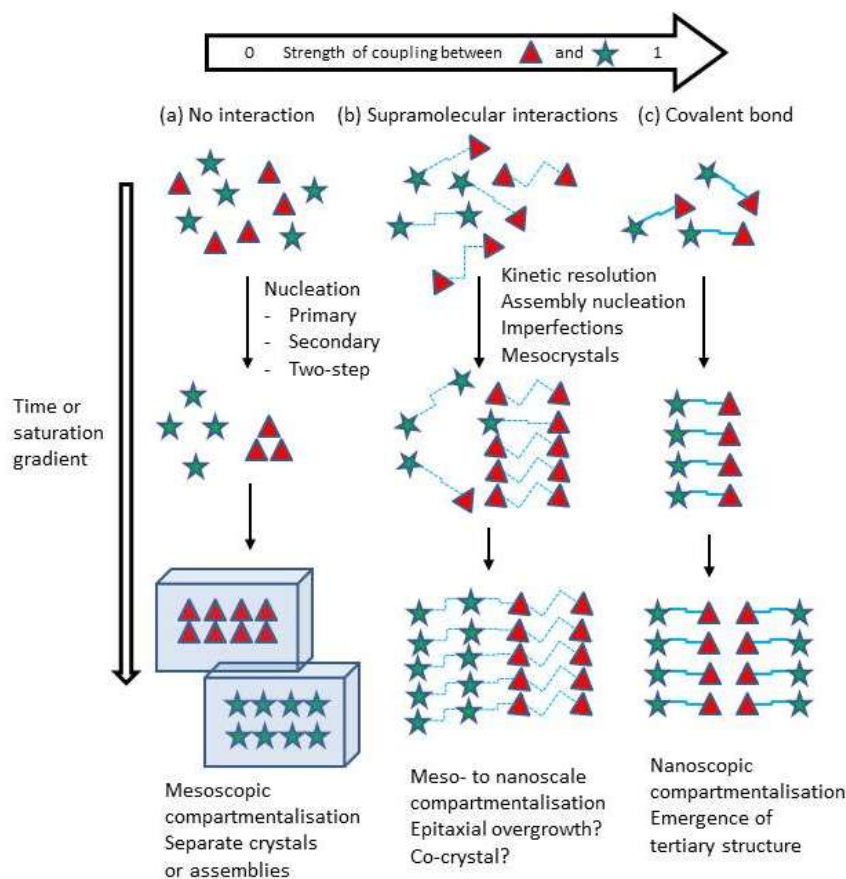 0 Strength of coupling between and 1
(a) No interaction
(b) Supramolecular interactions
(c) Covalent bond
Time or
saturation
gradient
Nucleation
- Primary
- Secondary
- Two-step
Kinetic resolution
Assembly nucleation
Imperfections
Mesocrystals
Mesoscopic
compartmentalisation
Separate crystals
or assemblies
Meso- to nanoscale
compartmentalisation
Epitaxial overgrowth?
Co-crystal?
Nanoscopic
compartmentalisation
Emergence of
tertiary structure